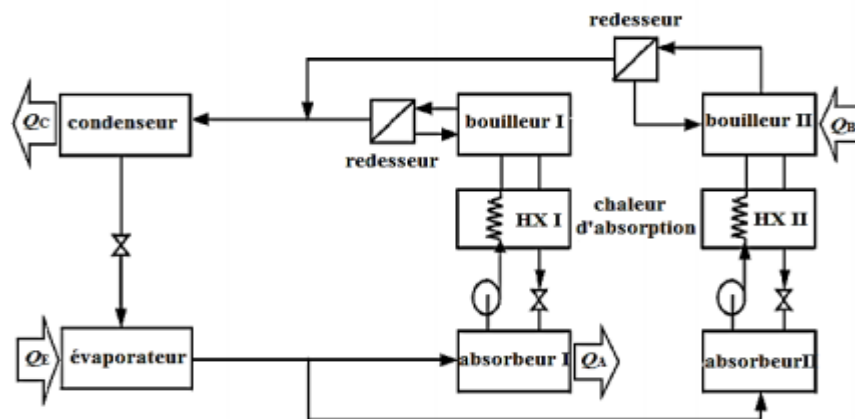 redesseur
QC
condenseur
bouilleur I
bouilleur II
QB
redesseur
HX I
chaleur
d'absorption
HX II
QE
évaporateur
absorbeur I
QA
absorbeurII